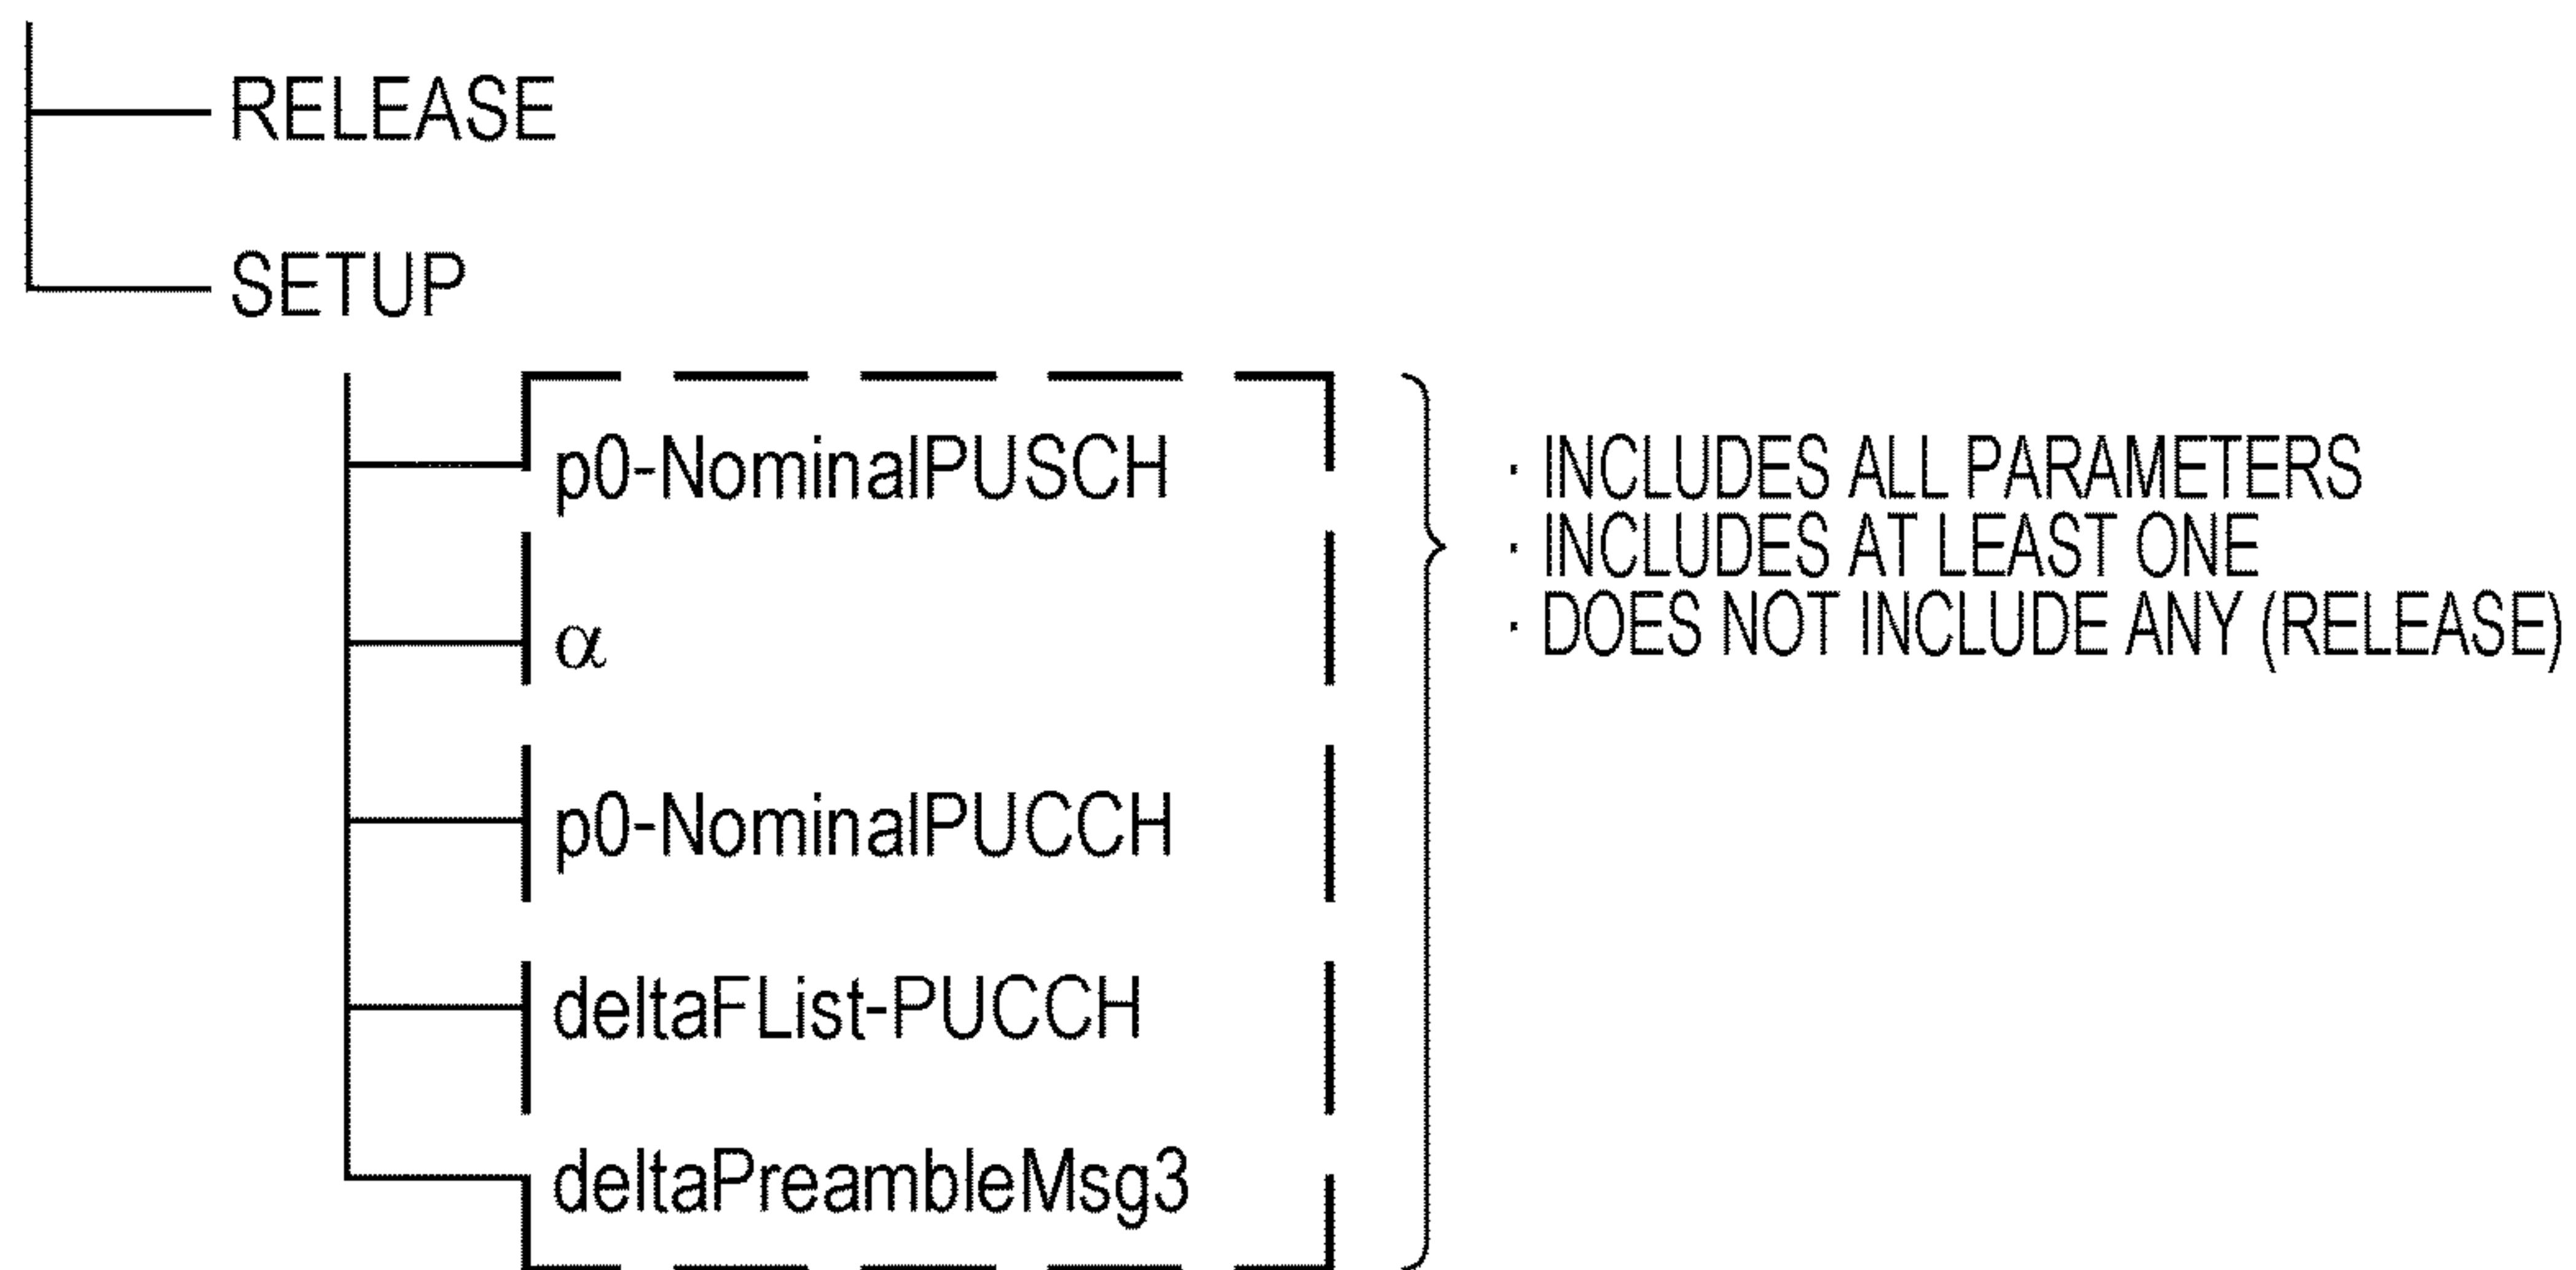 RELEASE
SETUP
p0-NominalPUSCH
α
p0-NominalPUCCH
deltaFList-PUCCH
deltaPreambleMsg3
· INCLUDES ALL PARAMETERS
· INCLUDES AT LEAST ONE
· DOES NOT INCLUDE ANY (RELEASE)